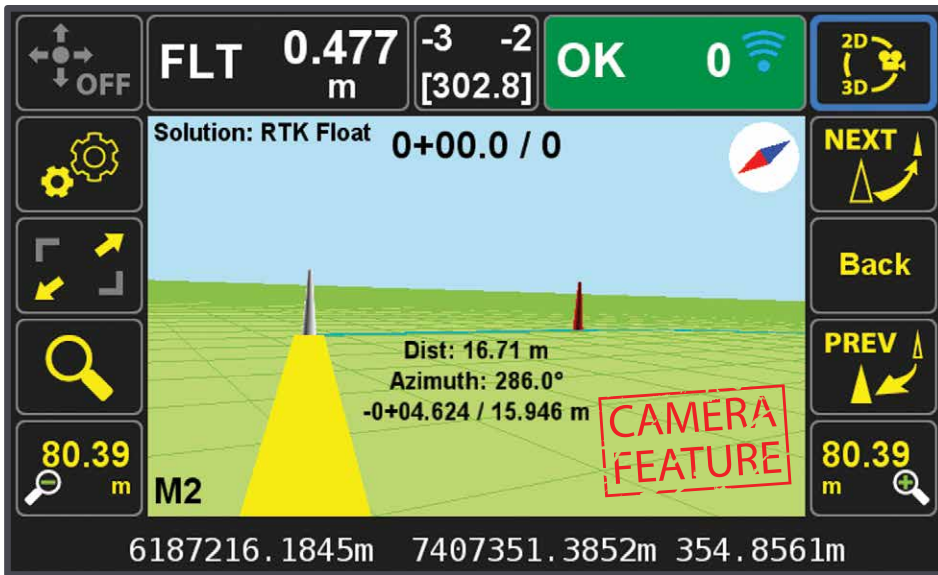 OFF
FLT 0.477 m
-3 -2
[302.8]
OK 0
2D
3D
Solution: RTK Float
0+00.0 / 0
NEXT
Back
PREV
Dist: 16.71 m
Azimuth: 286.0°
-0+04.624 / 15.946 m
CAMERA
FEATURE
80.39
m
M2
80.39
m
6187216.1845m 7407351.3852m 354.8561m